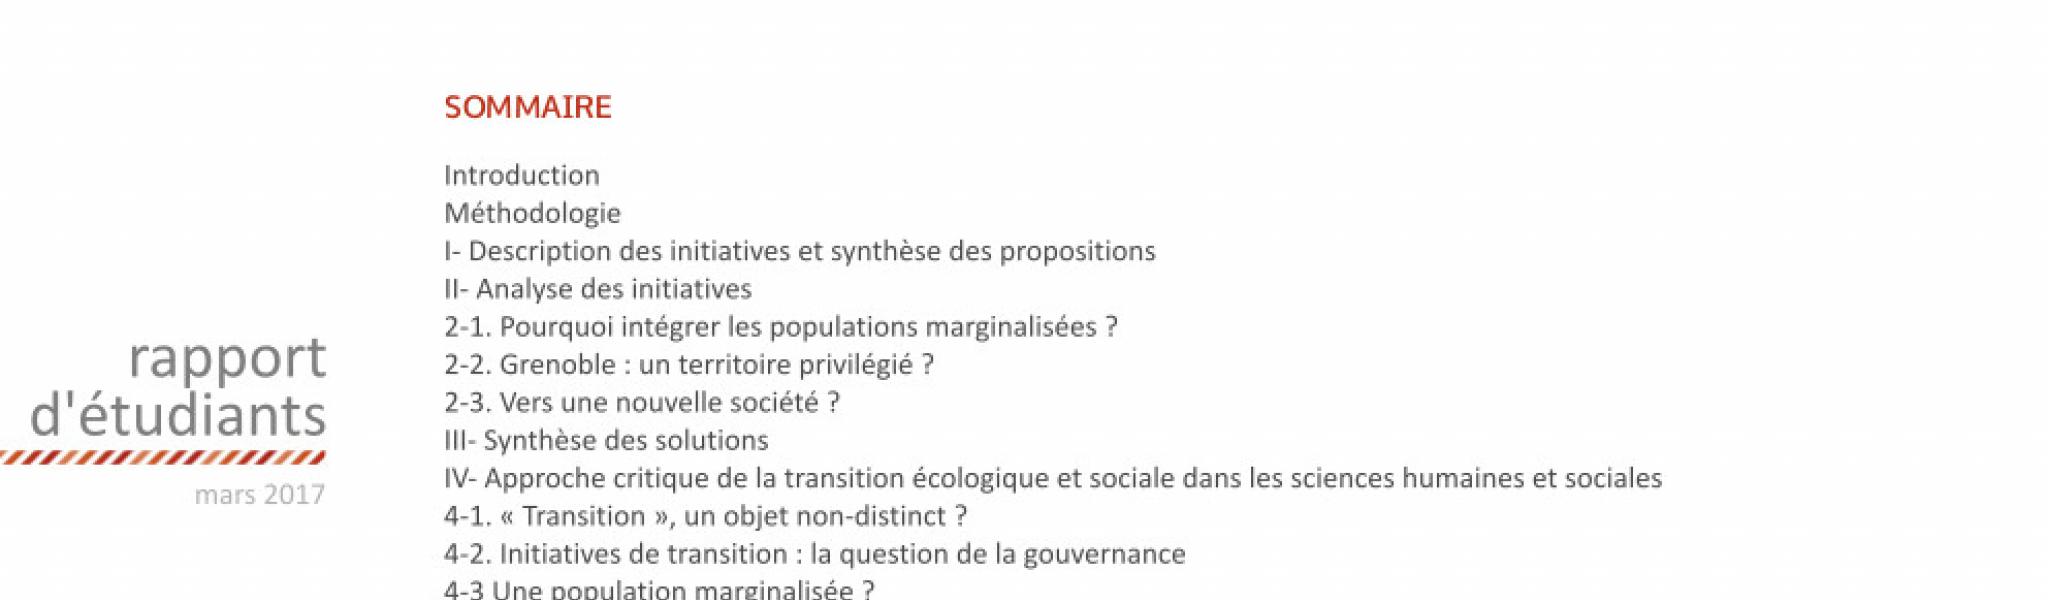 rapport
d'étudiants
mars 2017
SOMMAIRE
Introduction
Méthodologie
I- Description des initiatives et synthèse des propositions
II- Analyse des initiatives
2-1. Pourquoi intégrer les populations marginalisées ?
2-2. Grenoble : un territoire privilégié ?
2-3. Vers une nouvelle société ?
III- Synthèse des solutions
IV- Approche critique de la transition écologique et sociale dans les sciences humaines et sociales
4-1. « Transition », un objet non-distinct ?
4-2. Initiatives de transition : la question de la gouvernance
4-3 Une population marginalisée ?